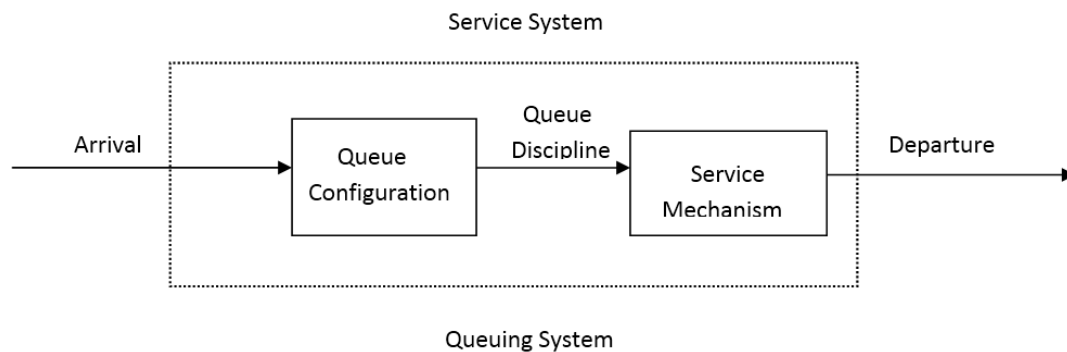 Service System
Arrival
Queue
Configuration
Queue
Discipline
Service
Mechanism
Departure
Queuing System